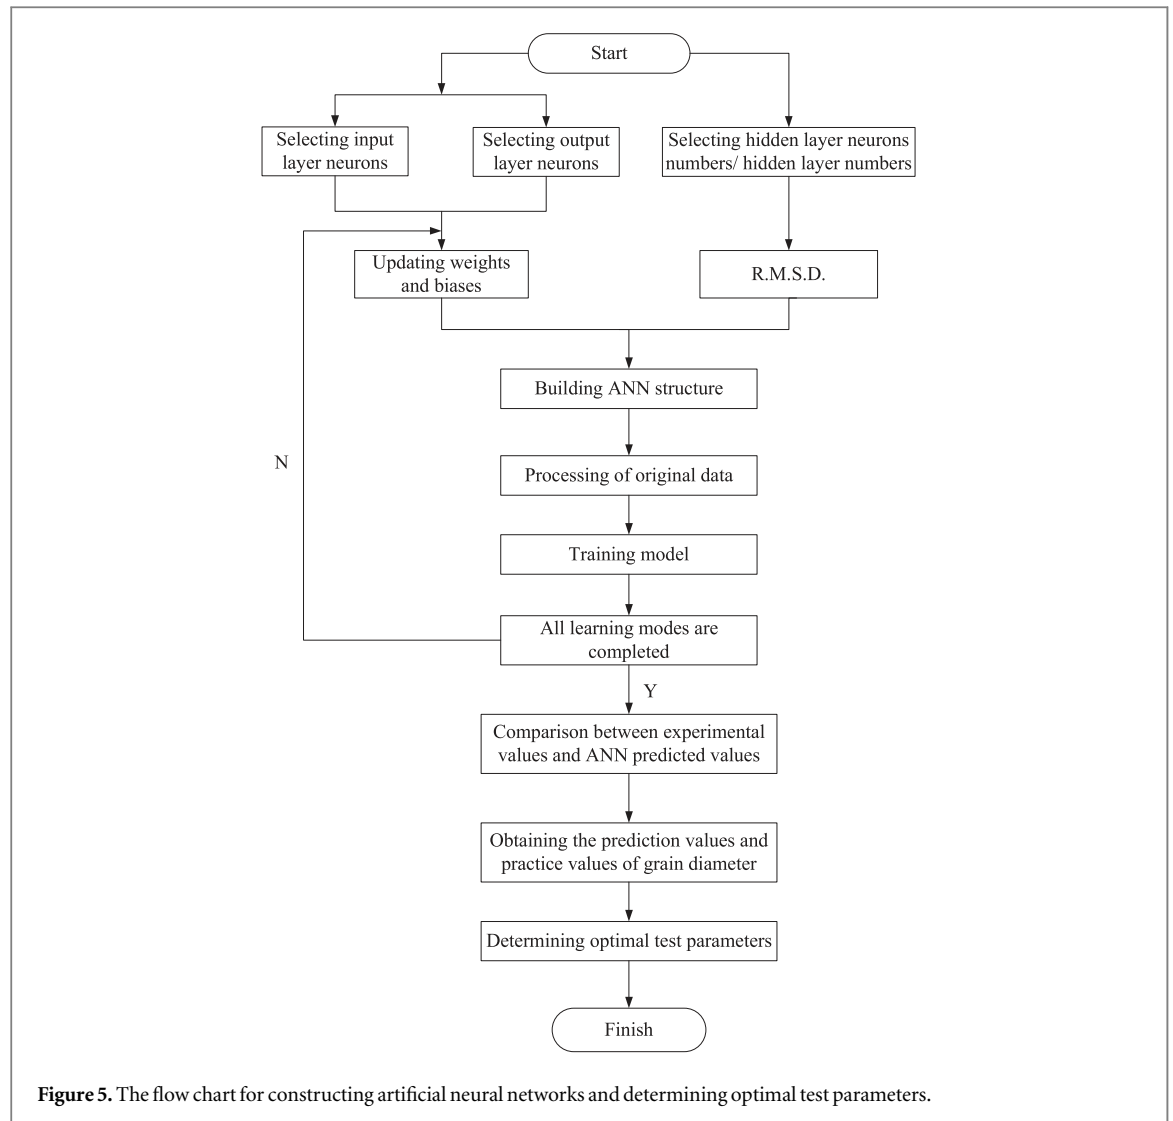 Start
Selecting input
layer neurons
Selecting output
layer neurons
Selecting hidden layer neurons
numbers/ hidden layer numbers
Updating weights
and biases
R.M.S.D.
Building ANN structure
Processing of original data
N
Training model
All learning modes are
completed
Y
Comparison between experimental
values and ANN predicted values
Obtaining the prediction values and
practice values of grain diameter
Determining optimal test parameters
Finish
Figure 5. The flow chart for constructing artificial neural networks and determining optimal test parameters.